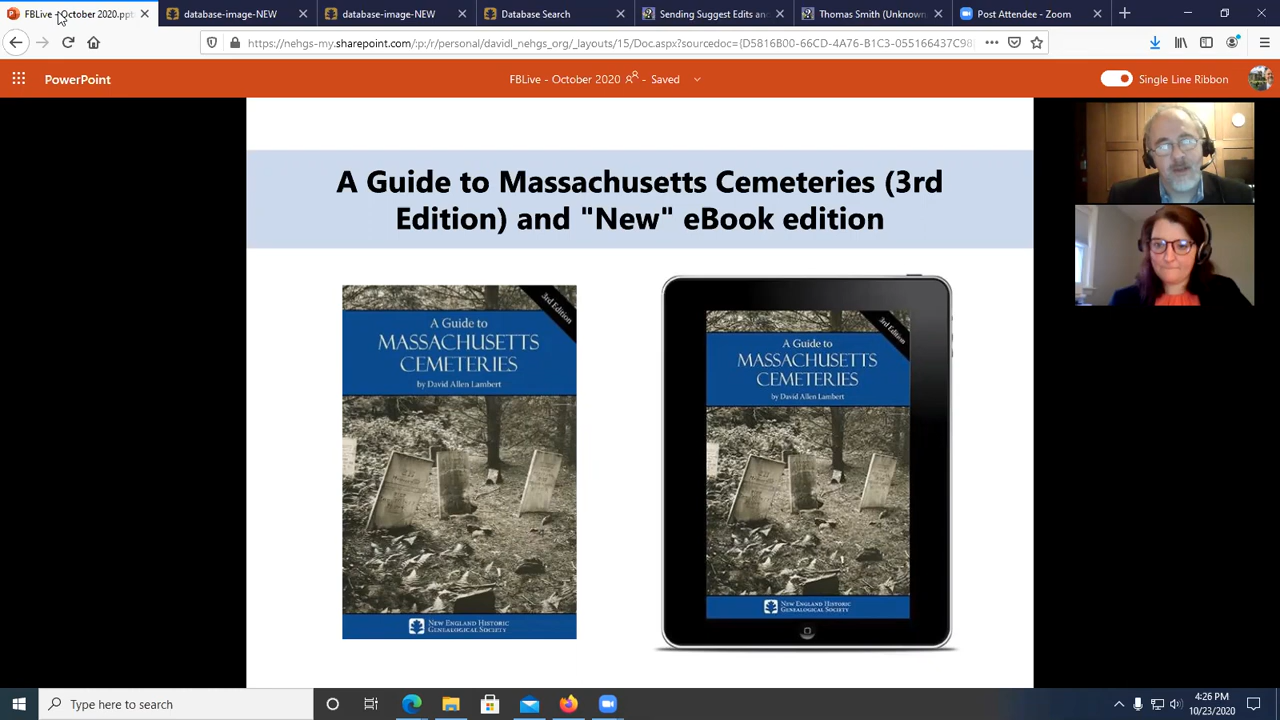 FBLive - October 2020.ppt
database-image-NEW
database-image-NEW
Database Search
Sending Suggest Edits and
Thomas Smith (Unknown
Post Attendee - Zoom
https://nehgs-my.sharepoint.com/:p:/r/personal/davidl_nehgs_org/_layouts/15/Doc.aspx?sourcedoc={D5816B00-66CD-4A76-B1C3-055166437C98
PowerPoint
FBLive - October 2020 - Saved
Single Line Ribbon
A Guide to Massachusetts Cemeteries (3rd
Edition) and "New" eBook edition
3rd Edition
A Guide to
MASSACHUSETTS
CEMETERIES
by David Allen Lambert
NEW ENGLAND HISTORIC
GENEALOGICAL SOCIETY
3rd Edition
A Guide to
MASSACHUSETTS
CEMETERIES
by David Allen Lambert
NEW ENGLAND HISTORIC
GENEALOGICAL SOCIETY
Type here to search
4:26 PM
10/23/2020